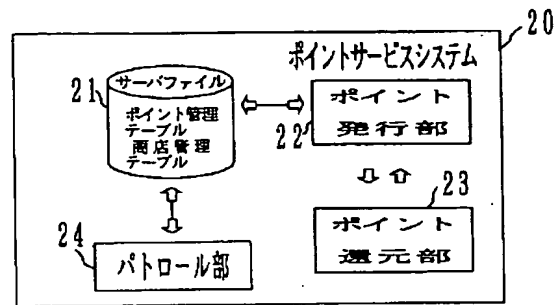 20
ポイントサービスシステム
21
サーバファイル
ポイント管理
テーブル
商店管理
テーブル
ポイント
発行部
22
23
ポイント
還元部
24
パトロール部